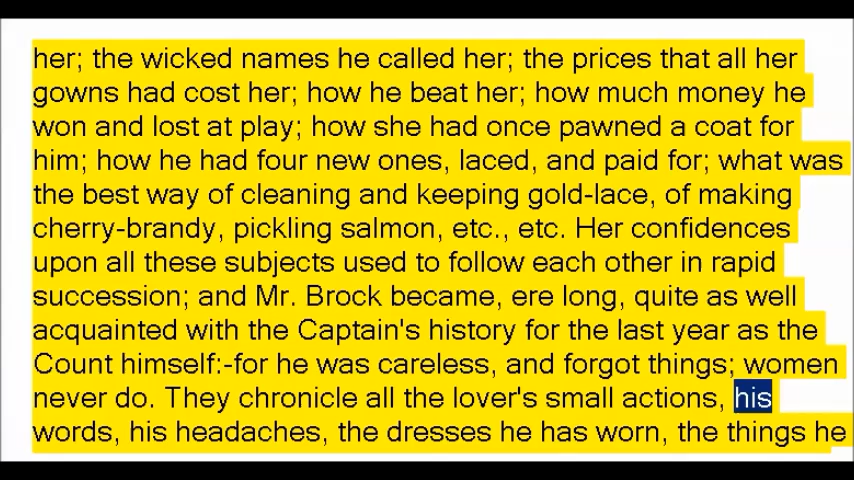 her; the wicked names he called her; the prices that all her
gowns had cost her; how he beat her; how much money he
won and lost at play; how she had once pawned a coat for
him; how he had four new ones, laced, and paid for; what was
the best way of cleaning and keeping gold-lace, of making
cherry-brandy, pickling salmon, etc., etc. Her confidences
upon all these subjects used to follow each other in rapid
succession; and Mr. Brock became, ere long, quite as well
acquainted with the Captain's history for the last year as the
Count himself:-for he was careless, and forgot things; women
never do. They chronicle all the lover's small actions, his
words, his headaches, the dresses he has worn, the things he